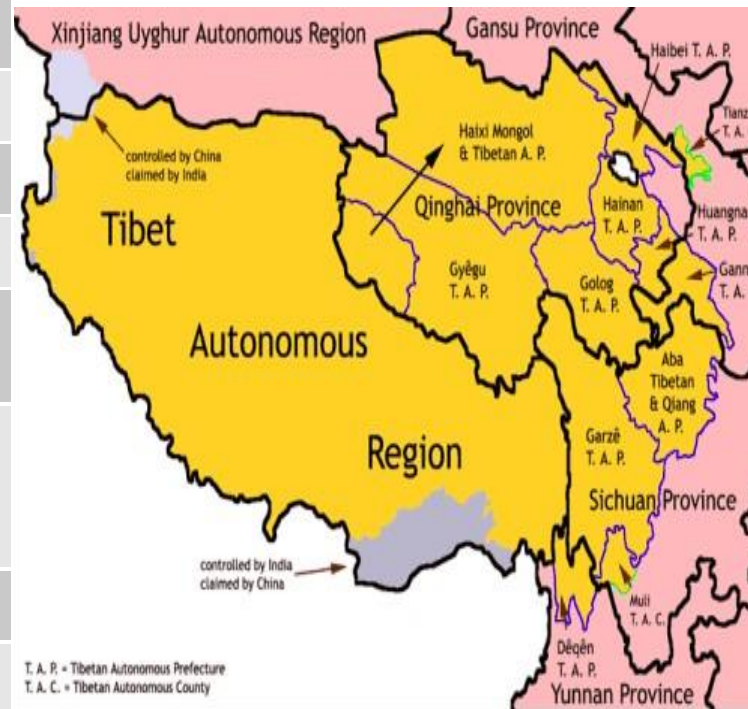 Xinjiang Uyghur Autonomous Region
Gansu Province
Haibei T. A. P.
Tianz
T. A.
controlled by China
claimed by India
Haixi Mongol
& Tibetan A. P.
Tibet
Qinghai Province
Hainan
T. A. P.
Huangna
T. A. P.
Gyêgu
T. A. P.
Golog
T. A. P.
Gann
T. A.
Autonomous
Aba
Tibetan
& Qiang
A. P.
Region
Garzê
T. A. P.
Sichuan Province
controlled by India
claimed by China
Muli
T. A. C.
Dêqên
T. A. P.
T. A. P. = Tibetan Autonomous Prefecture
T. A. C. = Tibetan Autonomous County
Yunnan Province